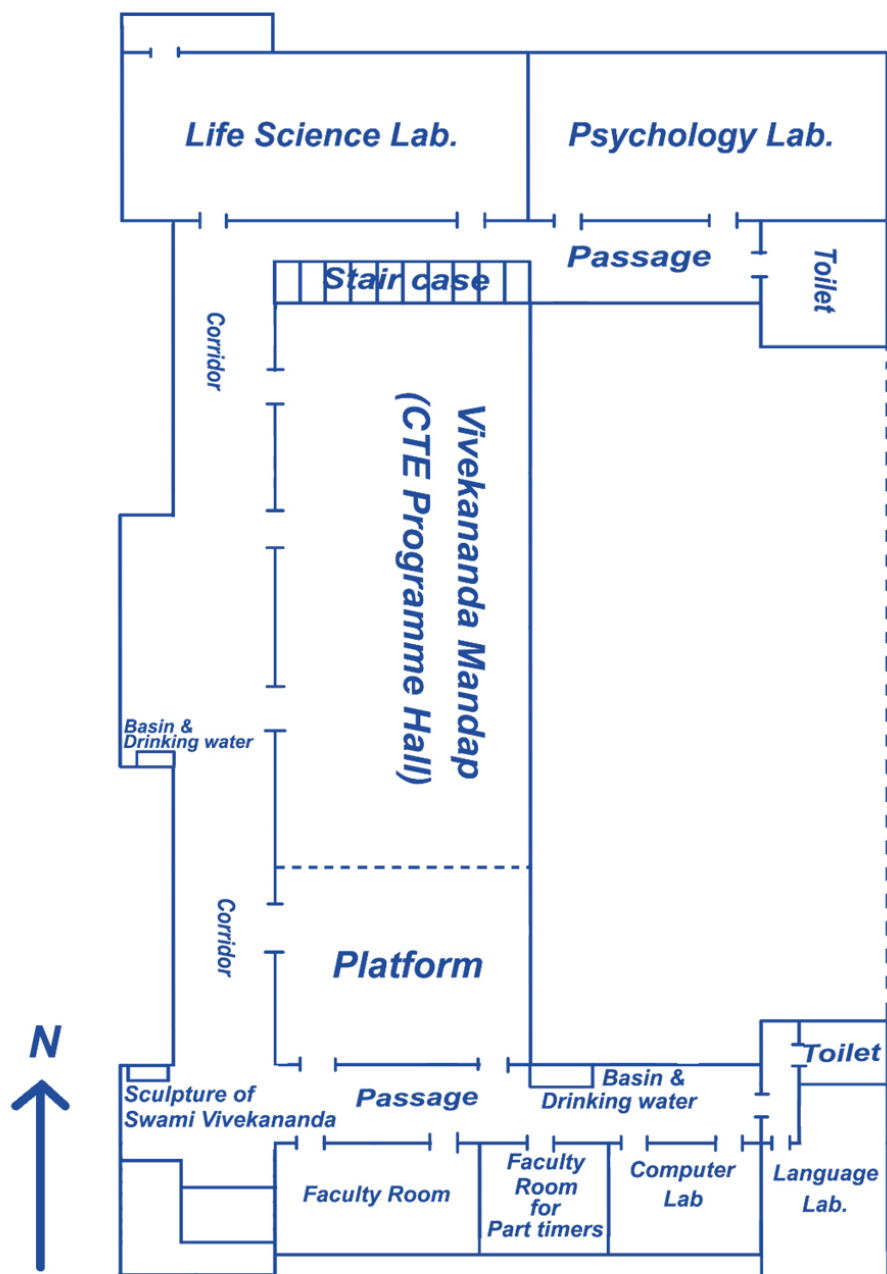 Life Science Lab.
Psychology Lab.
Passage
Toilet
Stair case
Corridor
Vivekananda Mandap
(CTE Programme Hall)
Basin &
Drinking water
Corridor
Platform
N
Toilet
Sculpture of
Swami Vivekananda
Passage
Basin &
Drinking water
Faculty Room
Faculty
Room
for
Part timers
Computer
Lab
Language
Lab.